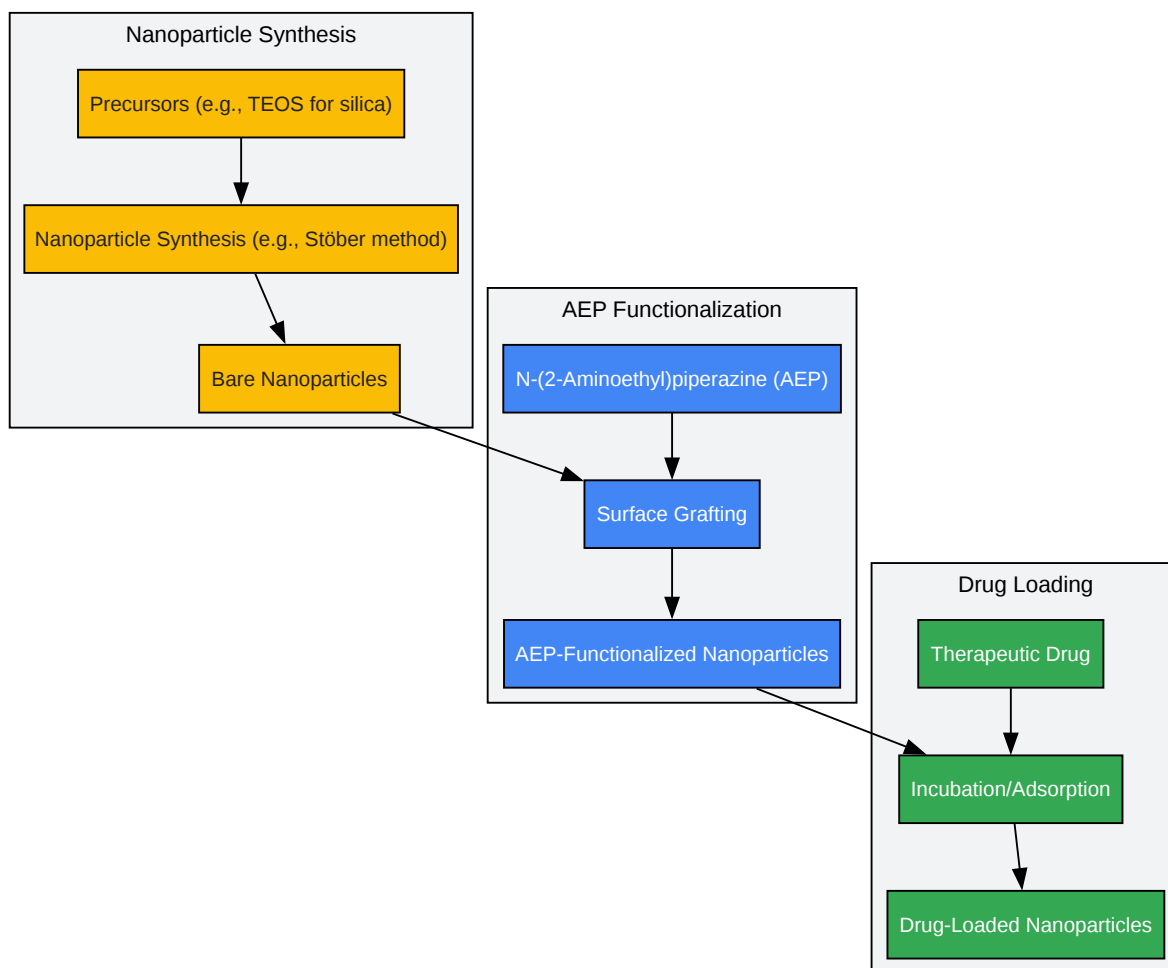 Nanoparticle Synthesis
Precursors (e.g., TEOS for silica)
Nanoparticle Synthesis (e.g., Stöber method)
Bare Nanoparticles
AEP Functionalization
N-(2-Aminoethyl)piperazine (AEP)
Surface Grafting
AEP-Functionalized Nanoparticles
Drug Loading
Therapeutic Drug
Incubation/Adsorption
Drug-Loaded Nanoparticles